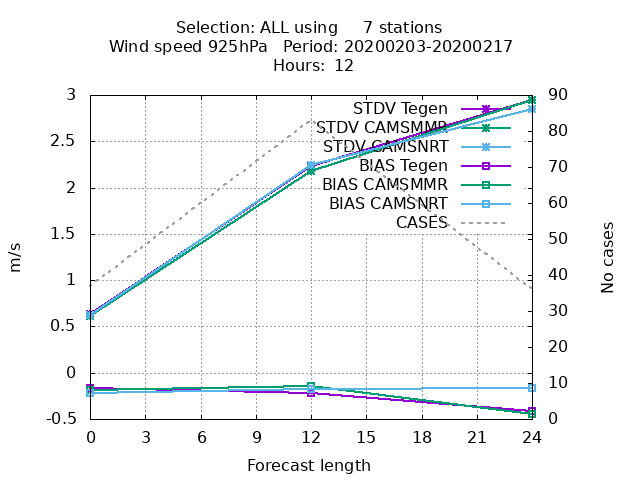 Selection: ALL using 7 stations
Wind speed 925hPa Period: 20200203-20200217
Hours: 12
STDV Tegen
STDV CAMSMMR
STDV CAMSNRT
BIAS Tegen
BIAS CAMSMMR
BIAS CAMSNRT
CASES
3
2.5
2
1.5
1
0.5
0
-0.5
m/s
90
80
70
60
50
40
30
20
10
0
No cases
0 3 6 9 12 15 18 21 24
Forecast length